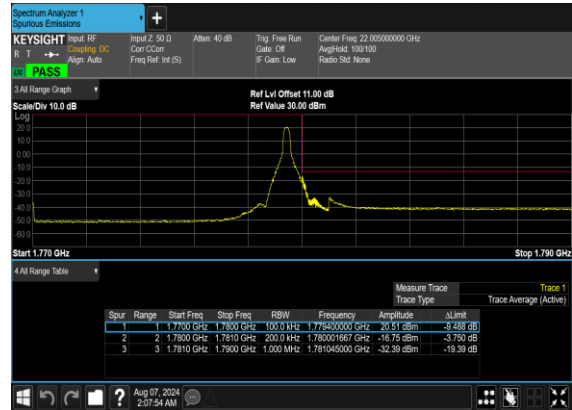 Spectrum Analyzer 1
Spurious Emissions
KEYSIGHT Input: RF Input Z: 50 Ω Atten: 40 dB Trig: Free Run Center Freq: 22.005000000 GHz
R T Coupling: DC Corr CCorr Gate: Off Avg|Hold: 100/100
Align: Auto Freq Ref: Int (S) IF Gain: Low Radio Std: None
LW PASS
3 All Range Graph Ref Lvl Offset 11.00 dB
Scale/Div 10.0 dB Ref Value 30.00 dBm
Log
20.0
10.0
0.00
-10.0
-20.0
-30.0
-40.0
-50.0
-60.0
Start 1.770 GHz Stop 1.790 GHz
4 All Range Table
Measure Trace Trace 1
Trace Type Trace Average (Active)
Spur Range Start Freq Stop Freq RBW Frequency Amplitude ΔLimit
1 1 1.7700 GHz 1.7800 GHz 100.0 kHz 1.779400000 GHz 20.51 dBm -9.488 dB
2 2 1.7800 GHz 1.7810 GHz 200.0 kHz 1.780001667 GHz -16.75 dBm -3.750 dB
3 3 1.7810 GHz 1.7900 GHz 1.000 MHz 1.781045000 GHz -32.39 dBm -19.39 dB
? Aug 07, 2024
2:07:54 AM